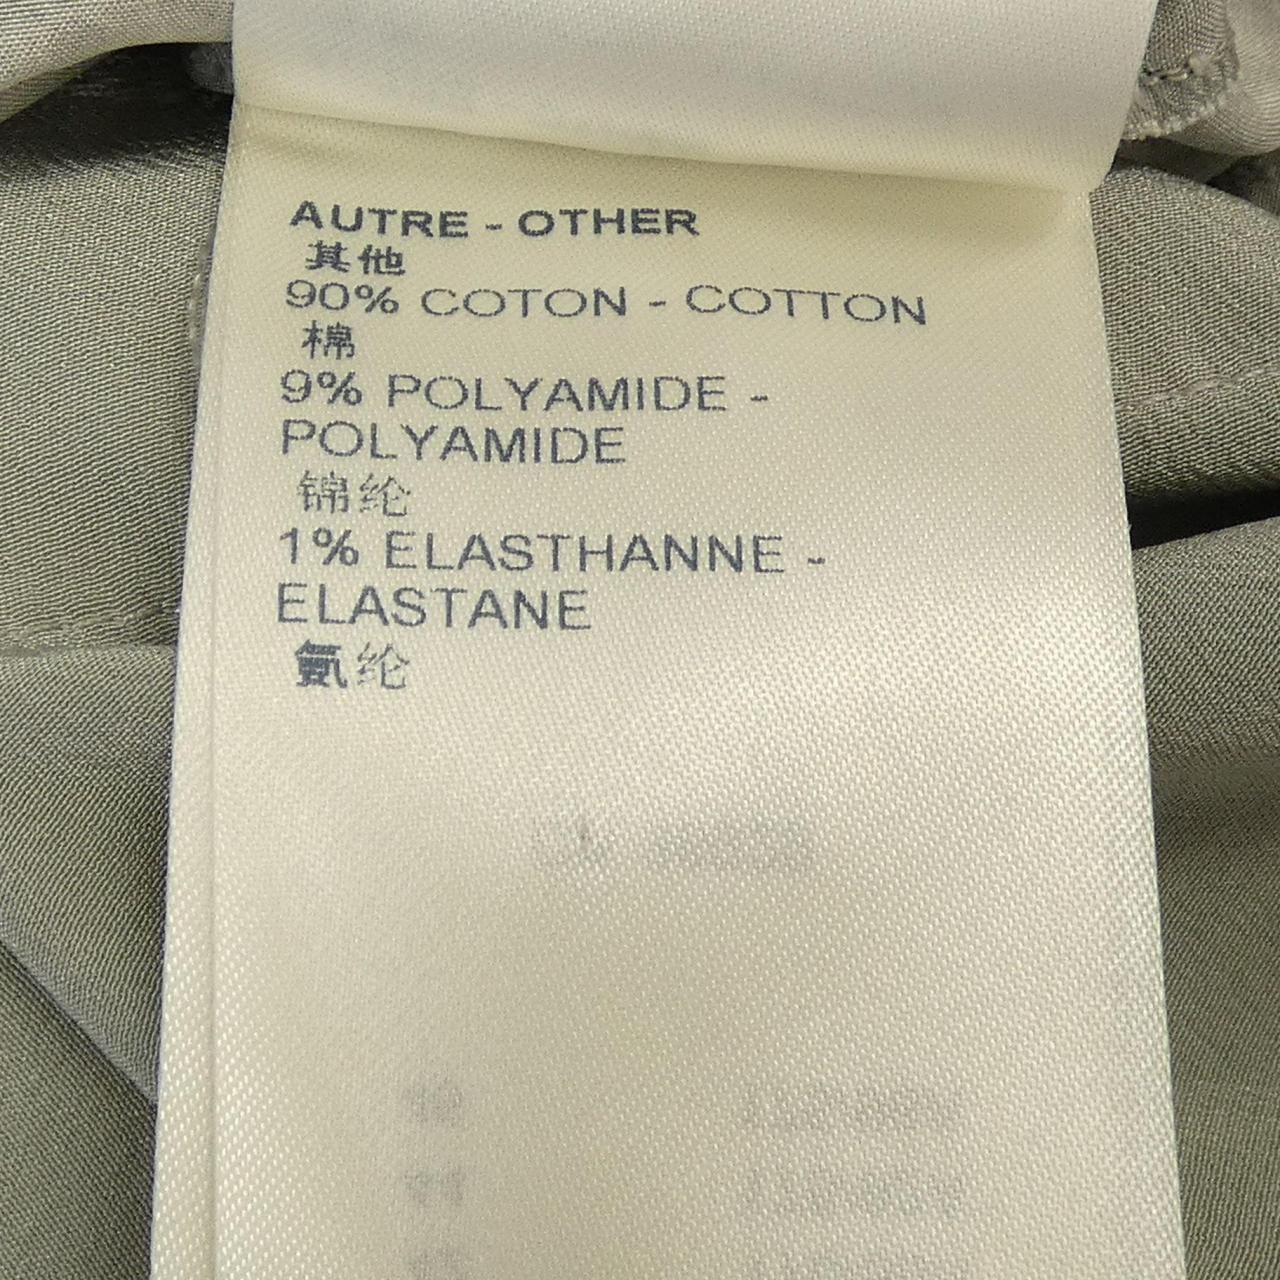 AUTRE - OTHER
其他
90% COTON - COTTON
棉
9% POLYAMIDE -
POLYAMIDE
锦纶
1% ELASTHANNE -
ELASTANE
氨纶